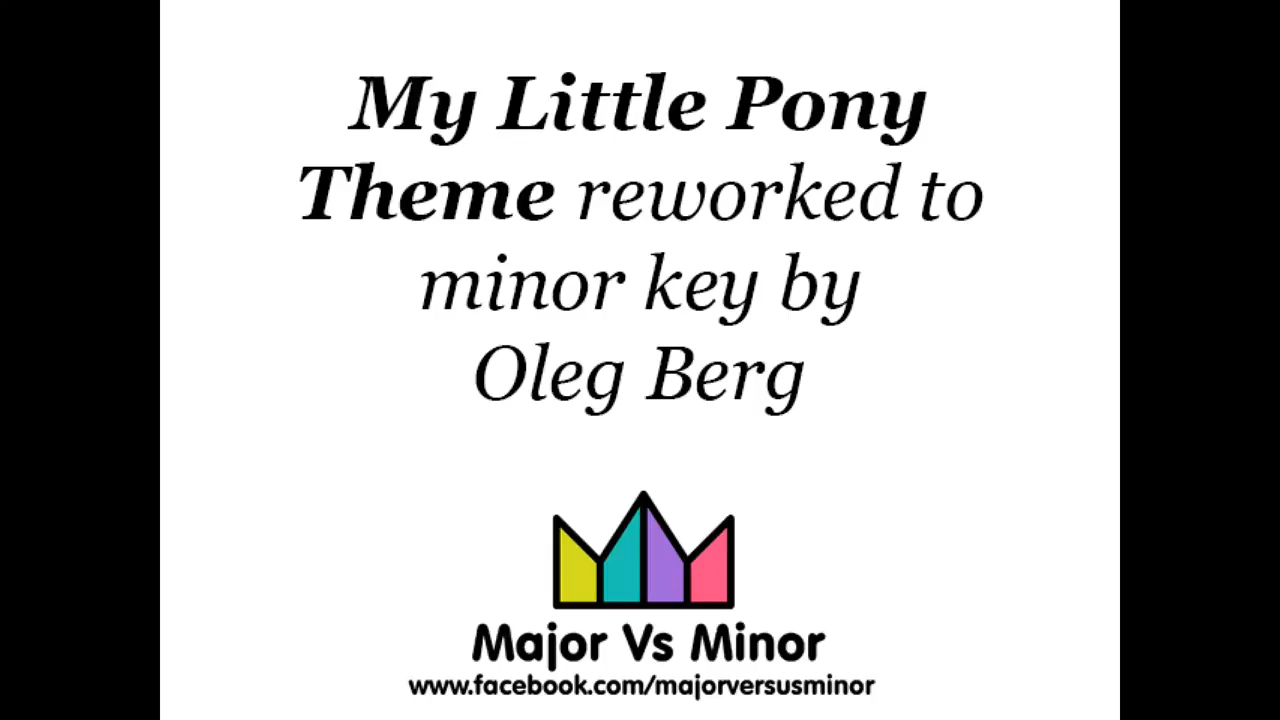 My Little Pony
Theme reworked to
minor key by
Oleg Berg
Major Vs Minor
www.facebook.com/majorversusminor